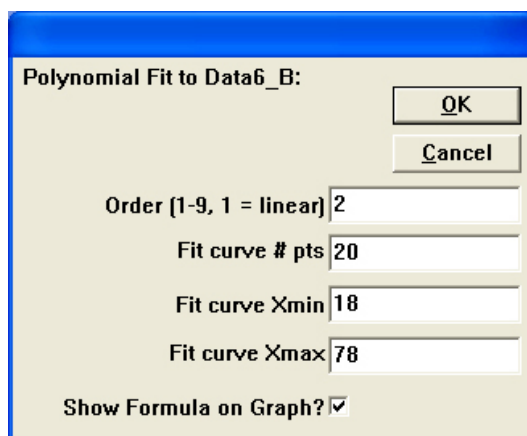 Polynomial Fit to Data6_B:
OK
Cancel
Order (1-9, 1 = linear) 2
Fit curve # pts 20
Fit curve Xmin 18
Fit curve Xmax 78
Show Formula on Graph?